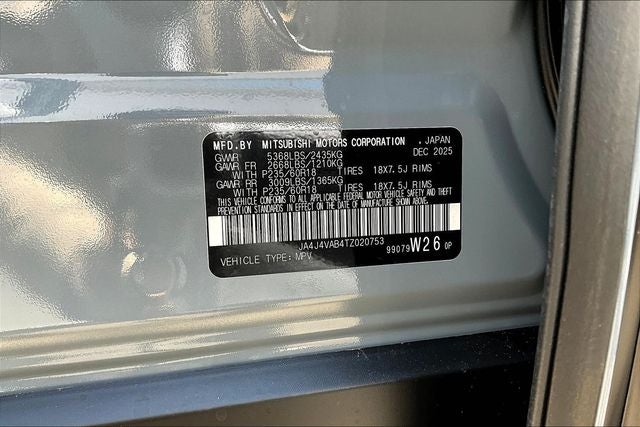 MFD.BY MITSUBISHI MOTORS CORPORATION . JAPAN
GVWR 5368LBS/2435KG DEC 2025
GAWR FR 2668LBS/1210KG
WITH P235/60R18 TIRES 18X7.5J RIMS
GAWR RR 3009LBS/1365KG
WITH P235/60R18 TIRES 18X7.5J RIMS
THIS VEHICLE CONFORMS TO ALL APPLICABLE FEDERAL MOTOR VEHICLE SAFETY AND THEFT
PREVENTION STANDARDS IN EFFECT ON THE DATE OF MANUFACTURE SHOWN ABOVE.
JA4J4VAB4TZ020753
VEHICLE TYPE: MPV 99079 W26 OP